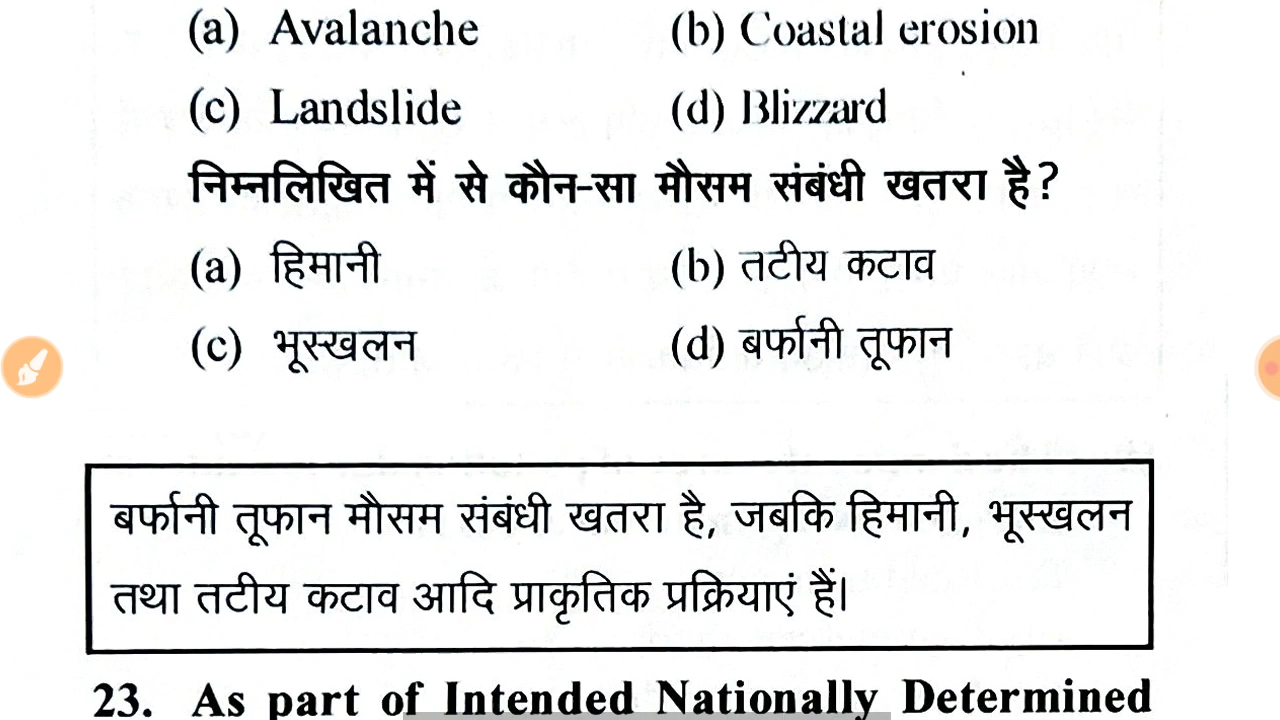 (a) Avalanche (b) Coastal erosion
(c) Landslide (d) Blizzard
निम्नलिखित में से कौन-सा मौसम संबंधी खतरा है?
(a) हिमानी (b) तटीय कटाव
(c) भूस्खलन (d) बर्फानी तूफान
बर्फानी तूफान मौसम संबंधी खतरा है, जबकि हिमानी, भूस्खलन
तथा तटीय कटाव आदि प्राकृतिक प्रक्रियाएं हैं।
23. As part of Intended Nationally Determined